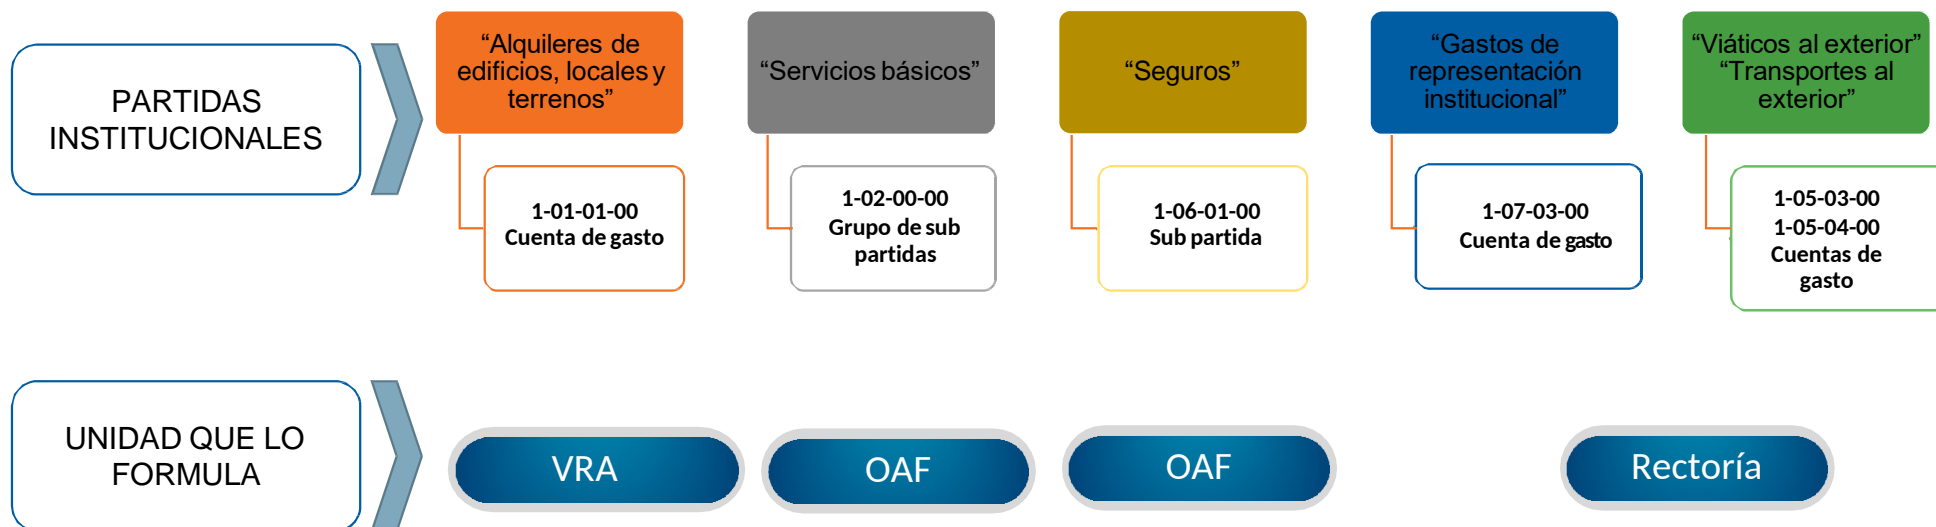 PARTIDAS
INSTITUCIONALES
“Alquileres de
edificios, locales y
terrenos”
1-01-01-00
Cuenta de gasto
“Servicios básicos”
1-02-00-00
Grupo de sub
partidas
“Seguros”
1-06-01-00
Sub partida
“Gastos de
representación
institucional”
1-07-03-00
Cuenta de gasto
“Viáticos al exterior”
“Transportes al
exterior”
1-05-03-00
1-05-04-00
Cuentas de
gasto
UNIDAD QUE LO
FORMULA
VRA
OAF
OAF
Rectoría